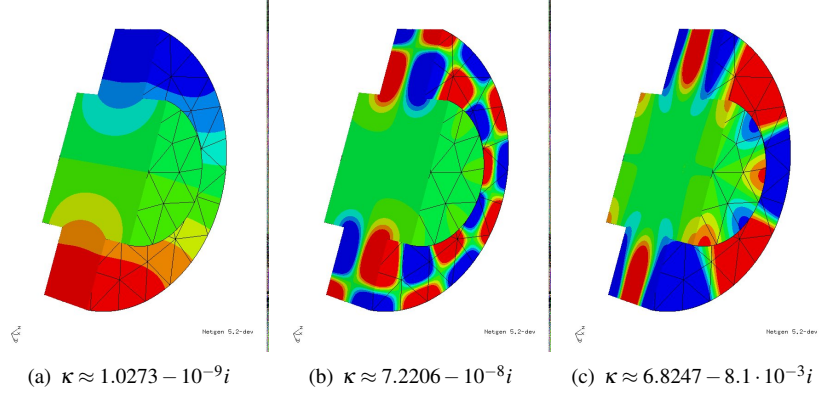 Netgen 5.2-dev
Netgen 5.2-dev
Netgen 5.2-dev
(a) κ ≈ 1.0273 − 10⁻⁹i
(b) κ ≈ 7.2206 − 10⁻⁸i
(c) κ ≈ 6.8247 − 8.1 · 10⁻³i